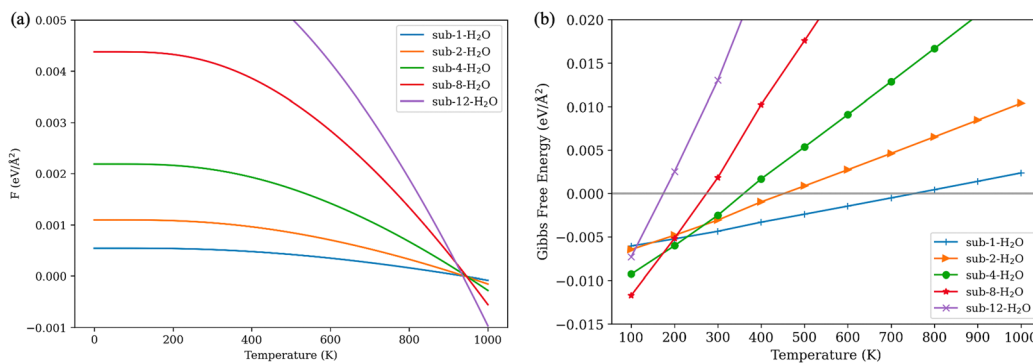 (a)
0.005
0.004
0.003
0.002
0.001
0.000
−0.001
F (eV/Å²)
0
200
400
600
800
1000
Temperature (K)
sub-1-H₂O
sub-2-H₂O
sub-4-H₂O
sub-8-H₂O
sub-12-H₂O
(b)
0.020
0.015
0.010
0.005
0.000
−0.005
−0.010
−0.015
Gibbs Free Energy (eV/Å²)
100
200
300
400
500
600
700
800
900
1000
Temperature (K)
sub-1-H₂O
sub-2-H₂O
sub-4-H₂O
sub-8-H₂O
sub-12-H₂O